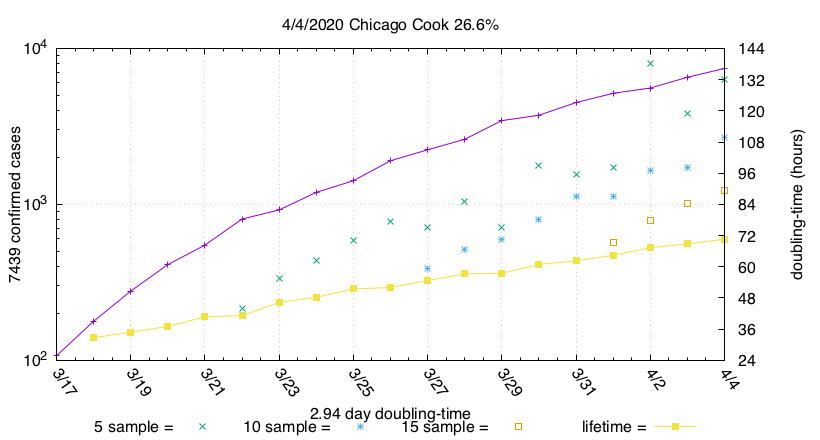 4/4/2020 Chicago Cook 26.6%
10^4
10^3
10^2
7439 confirmed cases
144
132
120
108
96
84
72
60
48
36
24
doubling-time (hours)
3/17 3/19 3/21 3/23 3/25 3/27 3/29 3/31 4/2 4/4
2.94 day doubling-time
5 sample = 10 sample = 15 sample = lifetime =